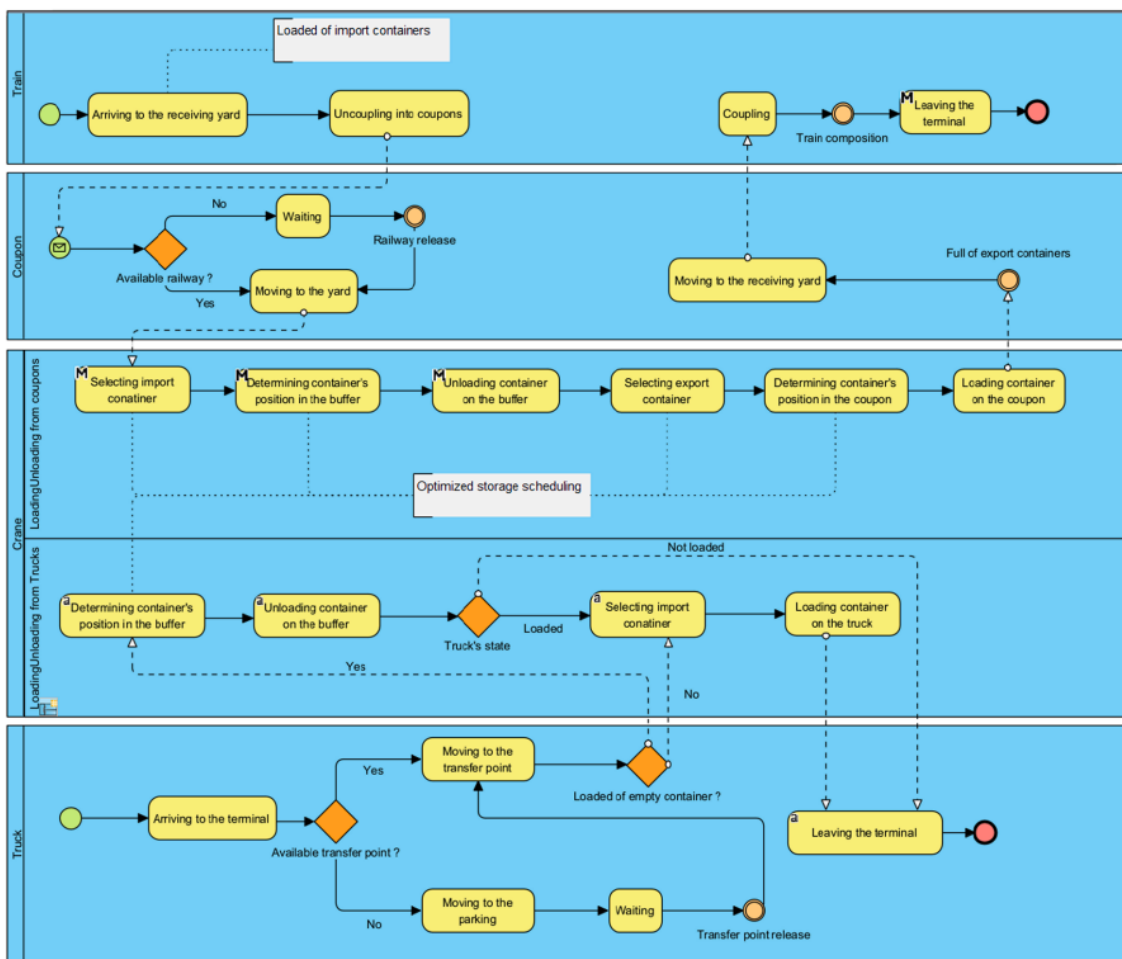 Train
Loaded of import containers
Arriving to the receiving yard
Uncoupling into coupons
Coupling
Train composition
M
Leaving the
terminal
Coupon
Available railway ?
No
Yes
Waiting
Railway release
Moving to the yard
Moving to the receiving yard
Full of export containers
Crane
LoadingUnloading from coupons
M
Selecting import
conatiner
M
Determining container's
position in the buffer
M
Unloading container
on the buffer
Selecting export
container
Determining container's
position in the coupon
Loading container
on the coupon
Optimized storage scheduling
LoadingUnloading from Trucks
a
Determining container's
position in the buffer
a
Unloading container
on the buffer
Truck's state
Not loaded
Loaded
a
Selecting import
conatiner
Loading container
on the truck
Yes
No
Truck
Arriving to the terminal
Available transfer point ?
Yes
No
Moving to the
transfer point
Loaded of empty container ?
Moving to the
parking
Waiting
Transfer point release
a
Leaving the terminal